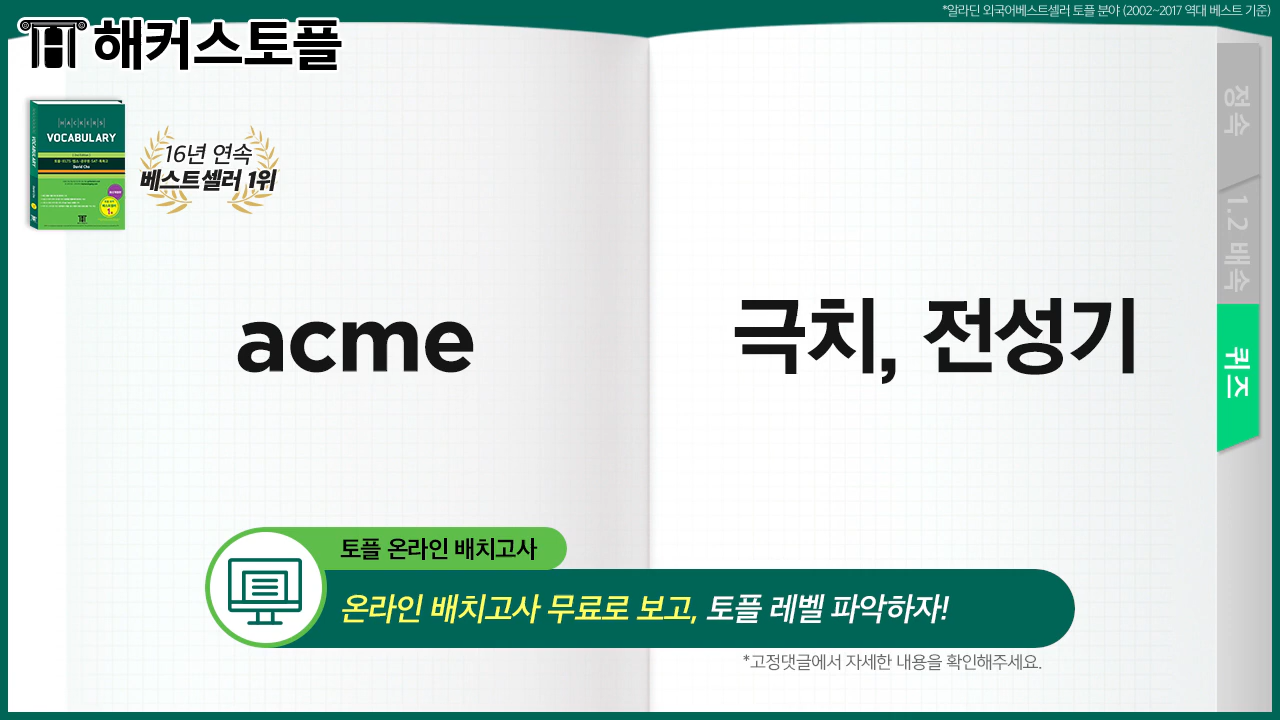 *알라딘 외국어베스트셀러 토플 분야 (2002~2017 역대 베스트 기준)
해커스토플
HACKERS
VOCABULARY
David Cho
16년 연속
베스트셀러 1위
정속
1.2 배속
퀴즈
acme
극치, 전성기
토플 온라인 배치고사
온라인 배치고사 무료로 보고, 토플 레벨 파악하자!
*고정댓글에서 자세한 내용을 확인해주세요.